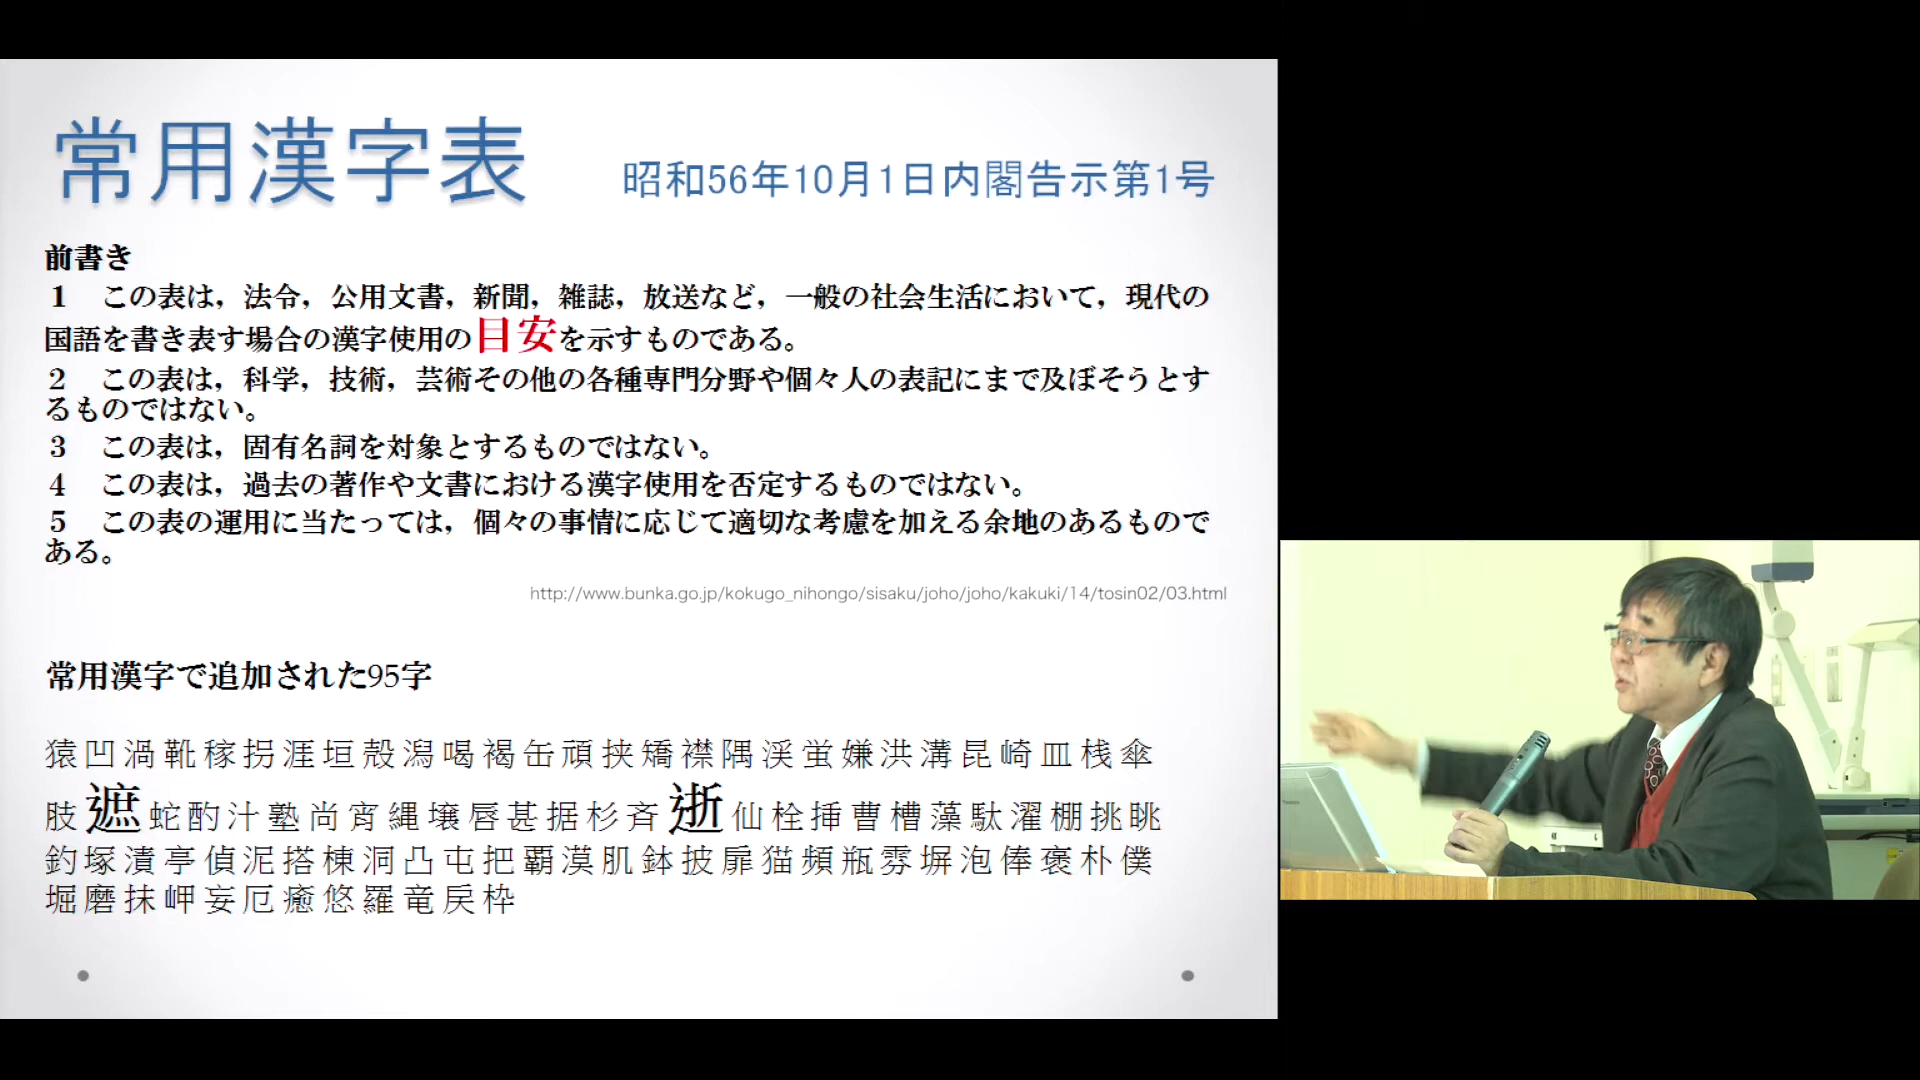 常用漢字表 昭和56年10月1日内閣告示第1号
前書き
1 この表は，法令，公用文書，新聞，雑誌，放送など，一般の社会生活において，現代の
国語を書き表す場合の漢字使用の目安を示すものである。
2 この表は，科学，技術，芸術その他の各種専門分野や個々人の表記にまで及ぼそうとす
るものではない。
3 この表は，固有名詞を対象とするものではない。
4 この表は，過去の著作や文書における漢字使用を否定するものではない。
5 この表の運用に当たっては，個々の事情に応じて適切な考慮を加える余地のあるもので
ある。
http://www.bunka.go.jp/kokugo_nihongo/sisaku/joho/joho/kakuki/14/tosin02/03.html
常用漢字で追加された95字
猿 凹 渦 靴 稼 拐 涯 垣 殻 潟 喝 褐 缶 頑 挟 矯 襟 隅 渓 蛍 嫌 洪 溝 昆 崎 皿 桟 傘
肢 遮 蛇 酌 汁 塾 尚 宵 縄 壌 唇 甚 据 杉 斉 逝 仙 栓 挿 曹 槽 藻 駄 濯 棚 挑 眺
釣 塚 漬 亭 偵 泥 搭 棟 洞 凸 屯 把 覇 漠 肌 鉢 披 扉 猫 頻 瓶 雰 塀 泡 俸 褒 朴 僕
堀 磨 抹 岬 妄 厄 癒 悠 羅 竜 戻 枠